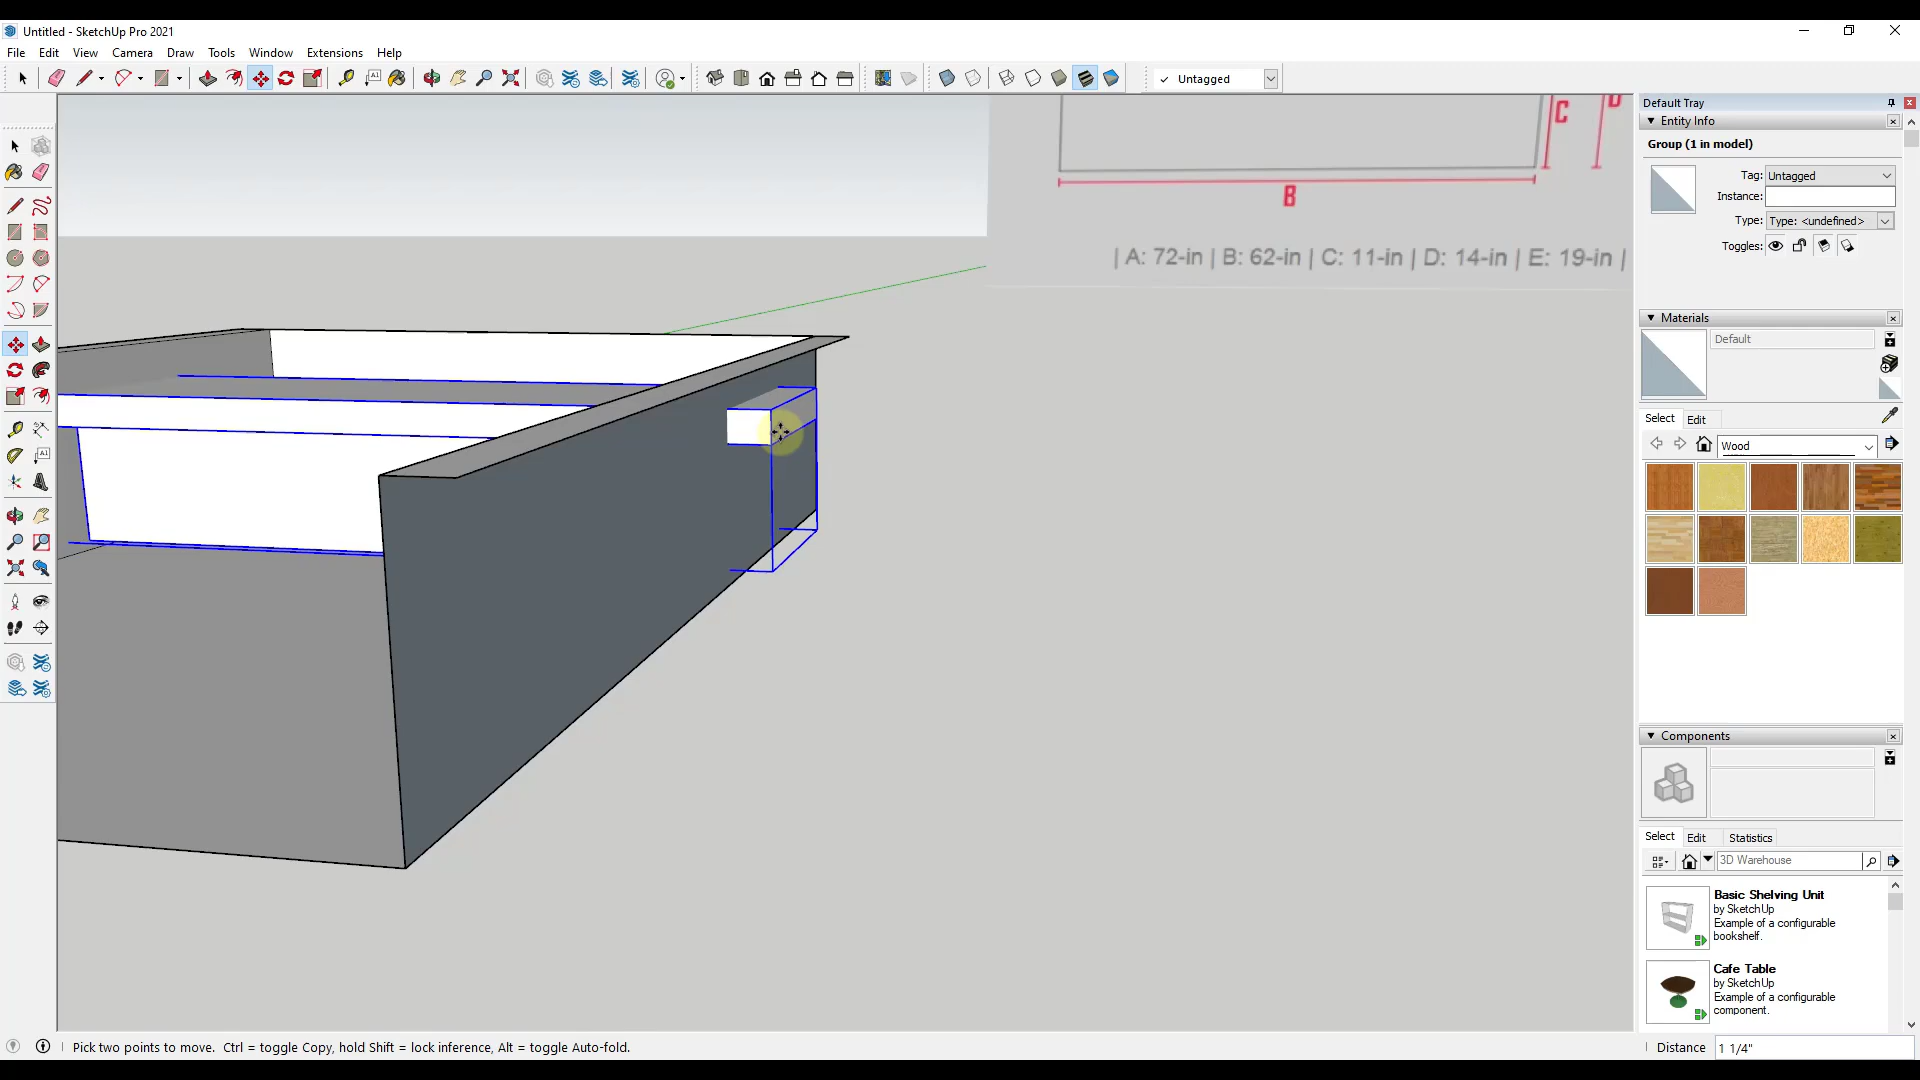 Untitled - SketchUp Pro 2021
File Edit View Camera Draw Tools Window Extensions Help
Untagged
Default Tray
Entity Info
Group (1 in model)
Tag: Untagged
Instance:
Type: Type: <undefined>
Toggles:
C
D
B
| A: 72-in | B: 62-in | C: 11-in | D: 14-in | E: 19-in |
Materials
Default
Select Edit
Wood
Components
Select Edit Statistics
3D Warehouse
Basic Shelving Unit
by SketchUp
Example of a configurable
bookshelf.
Cafe Table
by SketchUp
Example of a configurable
component.
Pick two points to move. Ctrl = toggle Copy, hold Shift = lock inference, Alt = toggle Auto-fold.
Distance 1 1/4"